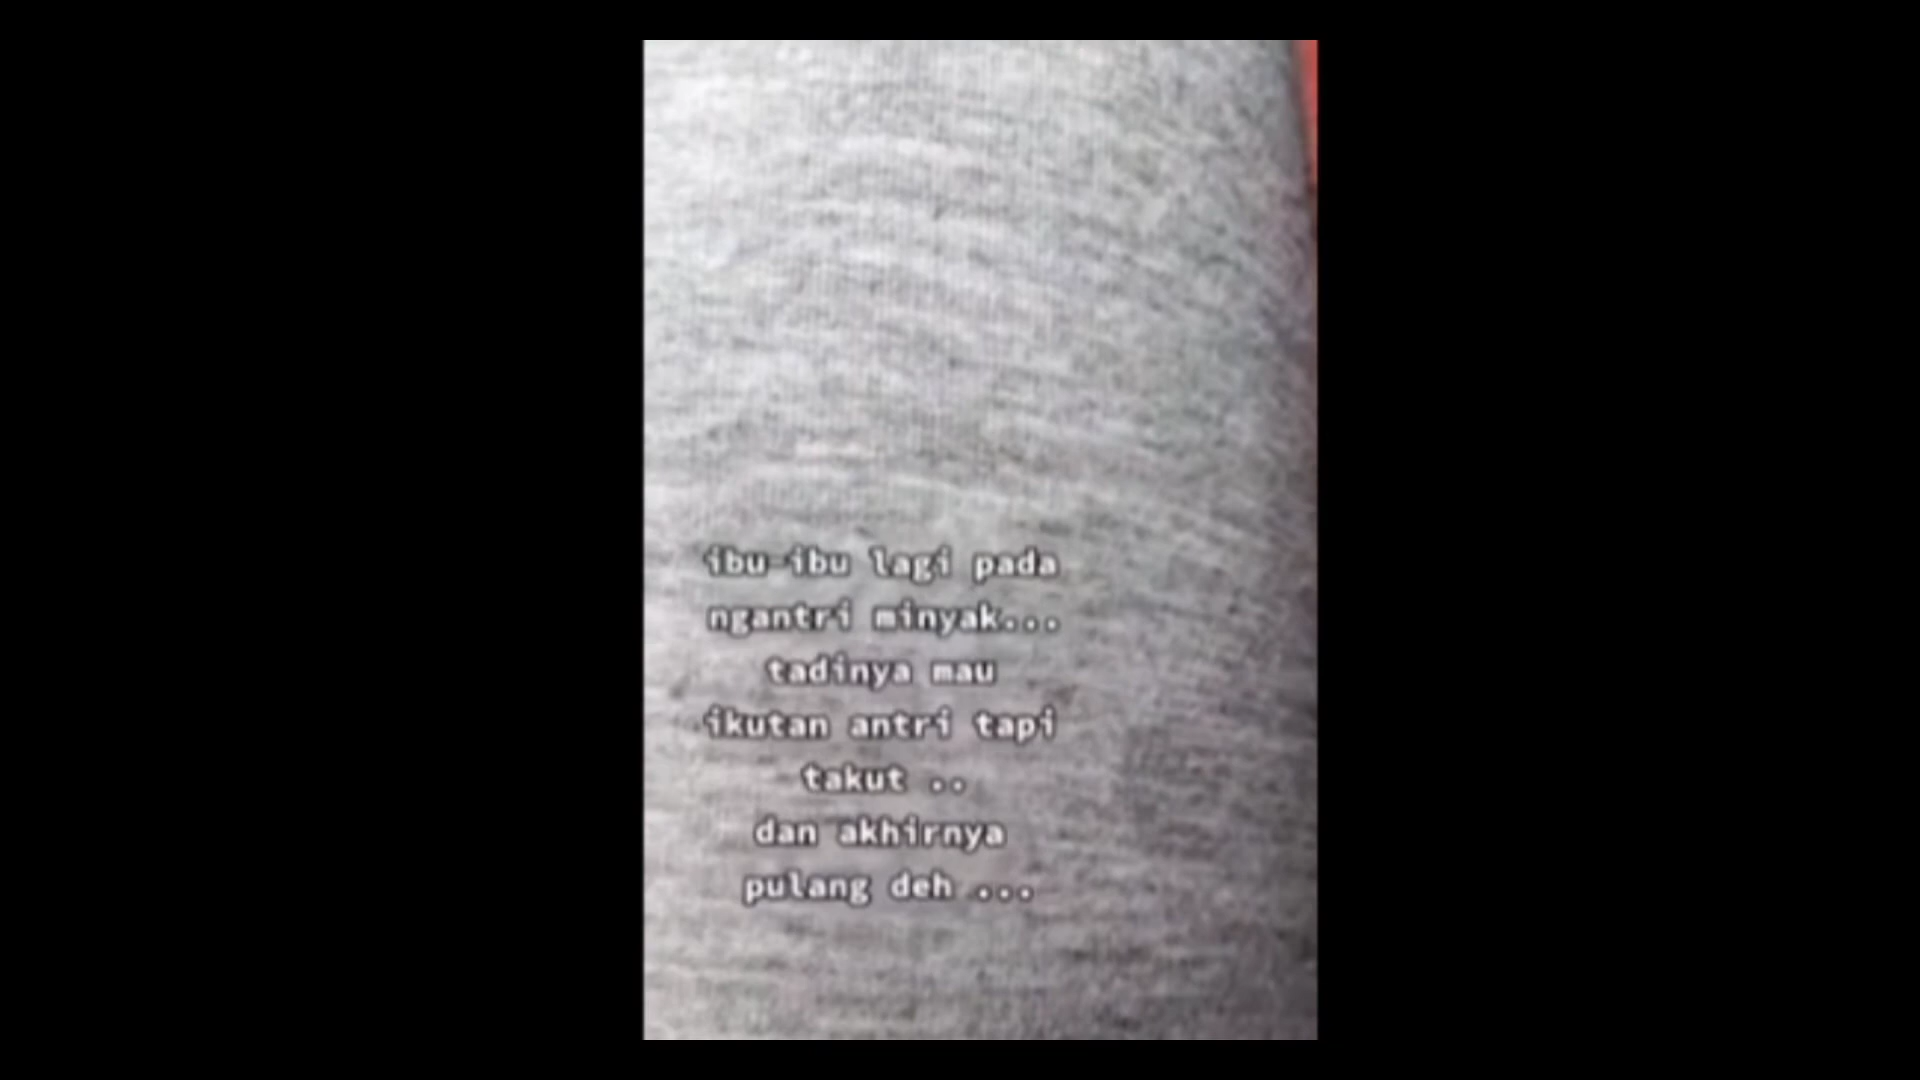 ibu-ibu lagi pada
ngantri minyak...
tadinya mau
ikutan antri tapi
takut ..
dan akhirnya
pulang deh ...